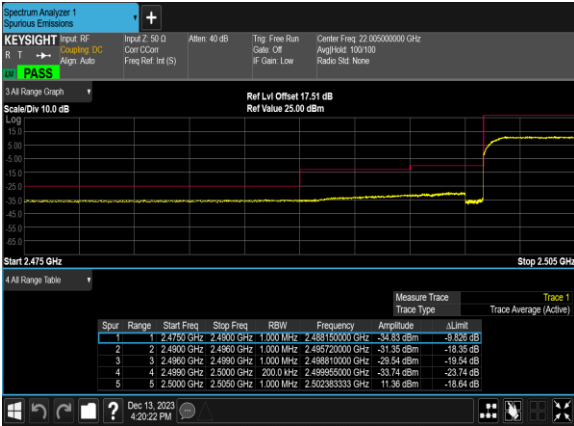 Spectrum Analyzer 1
Spurious Emissions
+
KEYSIGHT Input: RF Input Z: 50 Ω Atten: 40 dB Trig: Free Run Center Freq: 22.005000000 GHz
R T Coupling: DC Corr CCorr Gate: Off Avg|Hold: 100/100
Align: Auto Freq Ref: Int (S) IF Gain: Low Radio Std: None
LXI PASS
3 All Range Graph
Ref Lvl Offset 17.51 dB
Scale/Div 10.0 dB Ref Value 25.00 dBm
Log
15.0
5.00
-5.00
-15.0
-25.0
-35.0
-45.0
-55.0
-65.0
Start 2.475 GHz Stop 2.505 GHz
4 All Range Table
Measure Trace Trace 1
Trace Type Trace Average (Active)
Spur Range Start Freq Stop Freq RBW Frequency Amplitude ΔLimit
1 1 2.4750 GHz 2.4900 GHz 1.000 MHz 2.488150000 GHz -34.83 dBm -9.826 dB
2 2 2.4900 GHz 2.4960 GHz 1.000 MHz 2.495720000 GHz -31.35 dBm -18.35 dB
3 3 2.4960 GHz 2.4990 GHz 1.000 MHz 2.498810000 GHz -29.54 dBm -19.54 dB
4 4 2.4990 GHz 2.5000 GHz 200.0 kHz 2.499955000 GHz -33.74 dBm -23.74 dB
5 5 2.5000 GHz 2.5050 GHz 1.000 MHz 2.502383333 GHz 11.36 dBm -18.64 dB
? Dec 13, 2023
4:20:22 PM